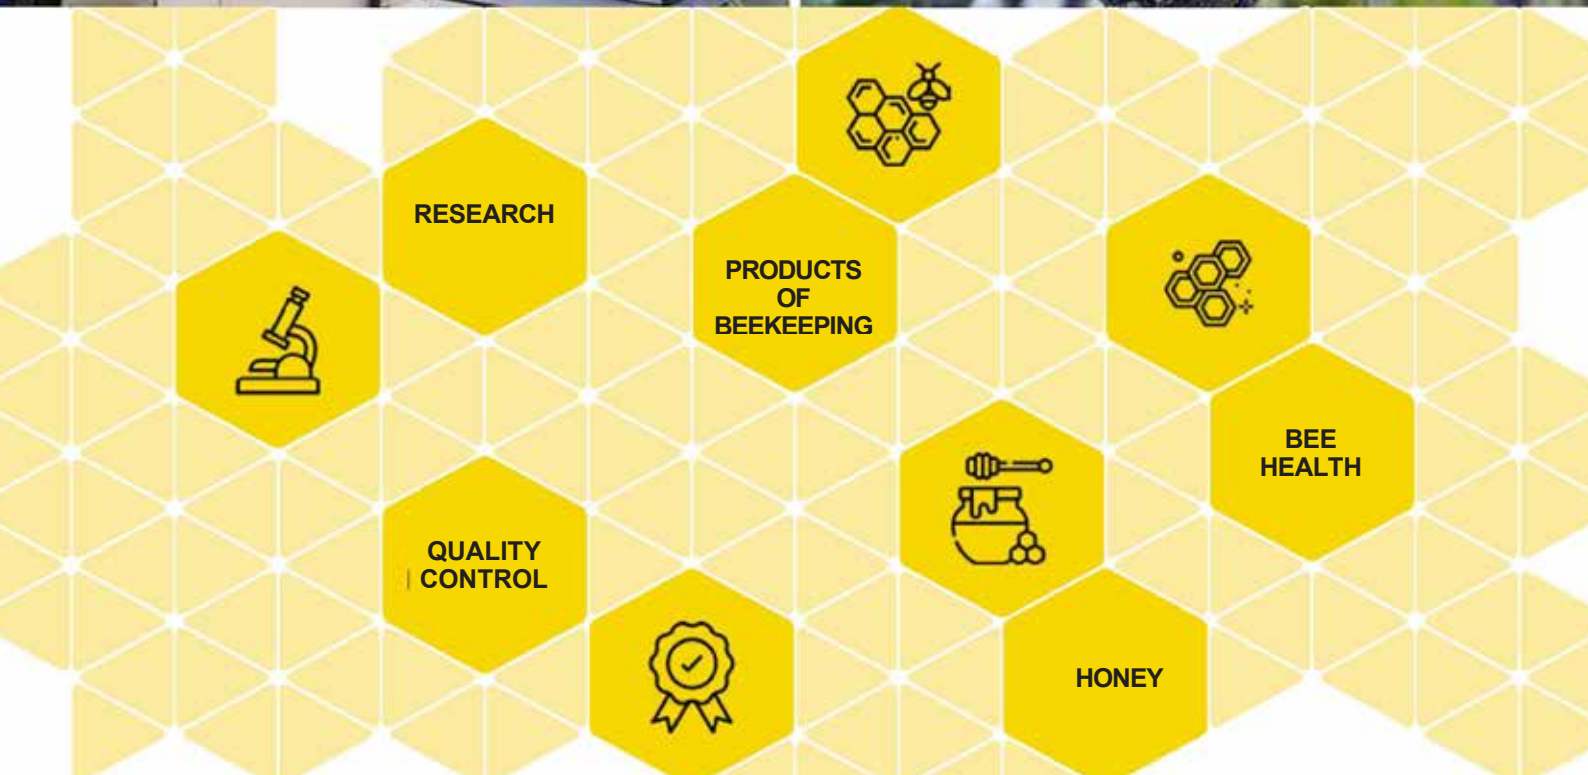 RESEARCH
PRODUCTS
OF
BEEKEEPING
BEE
HEALTH
QUALITY
CONTROL
HONEY